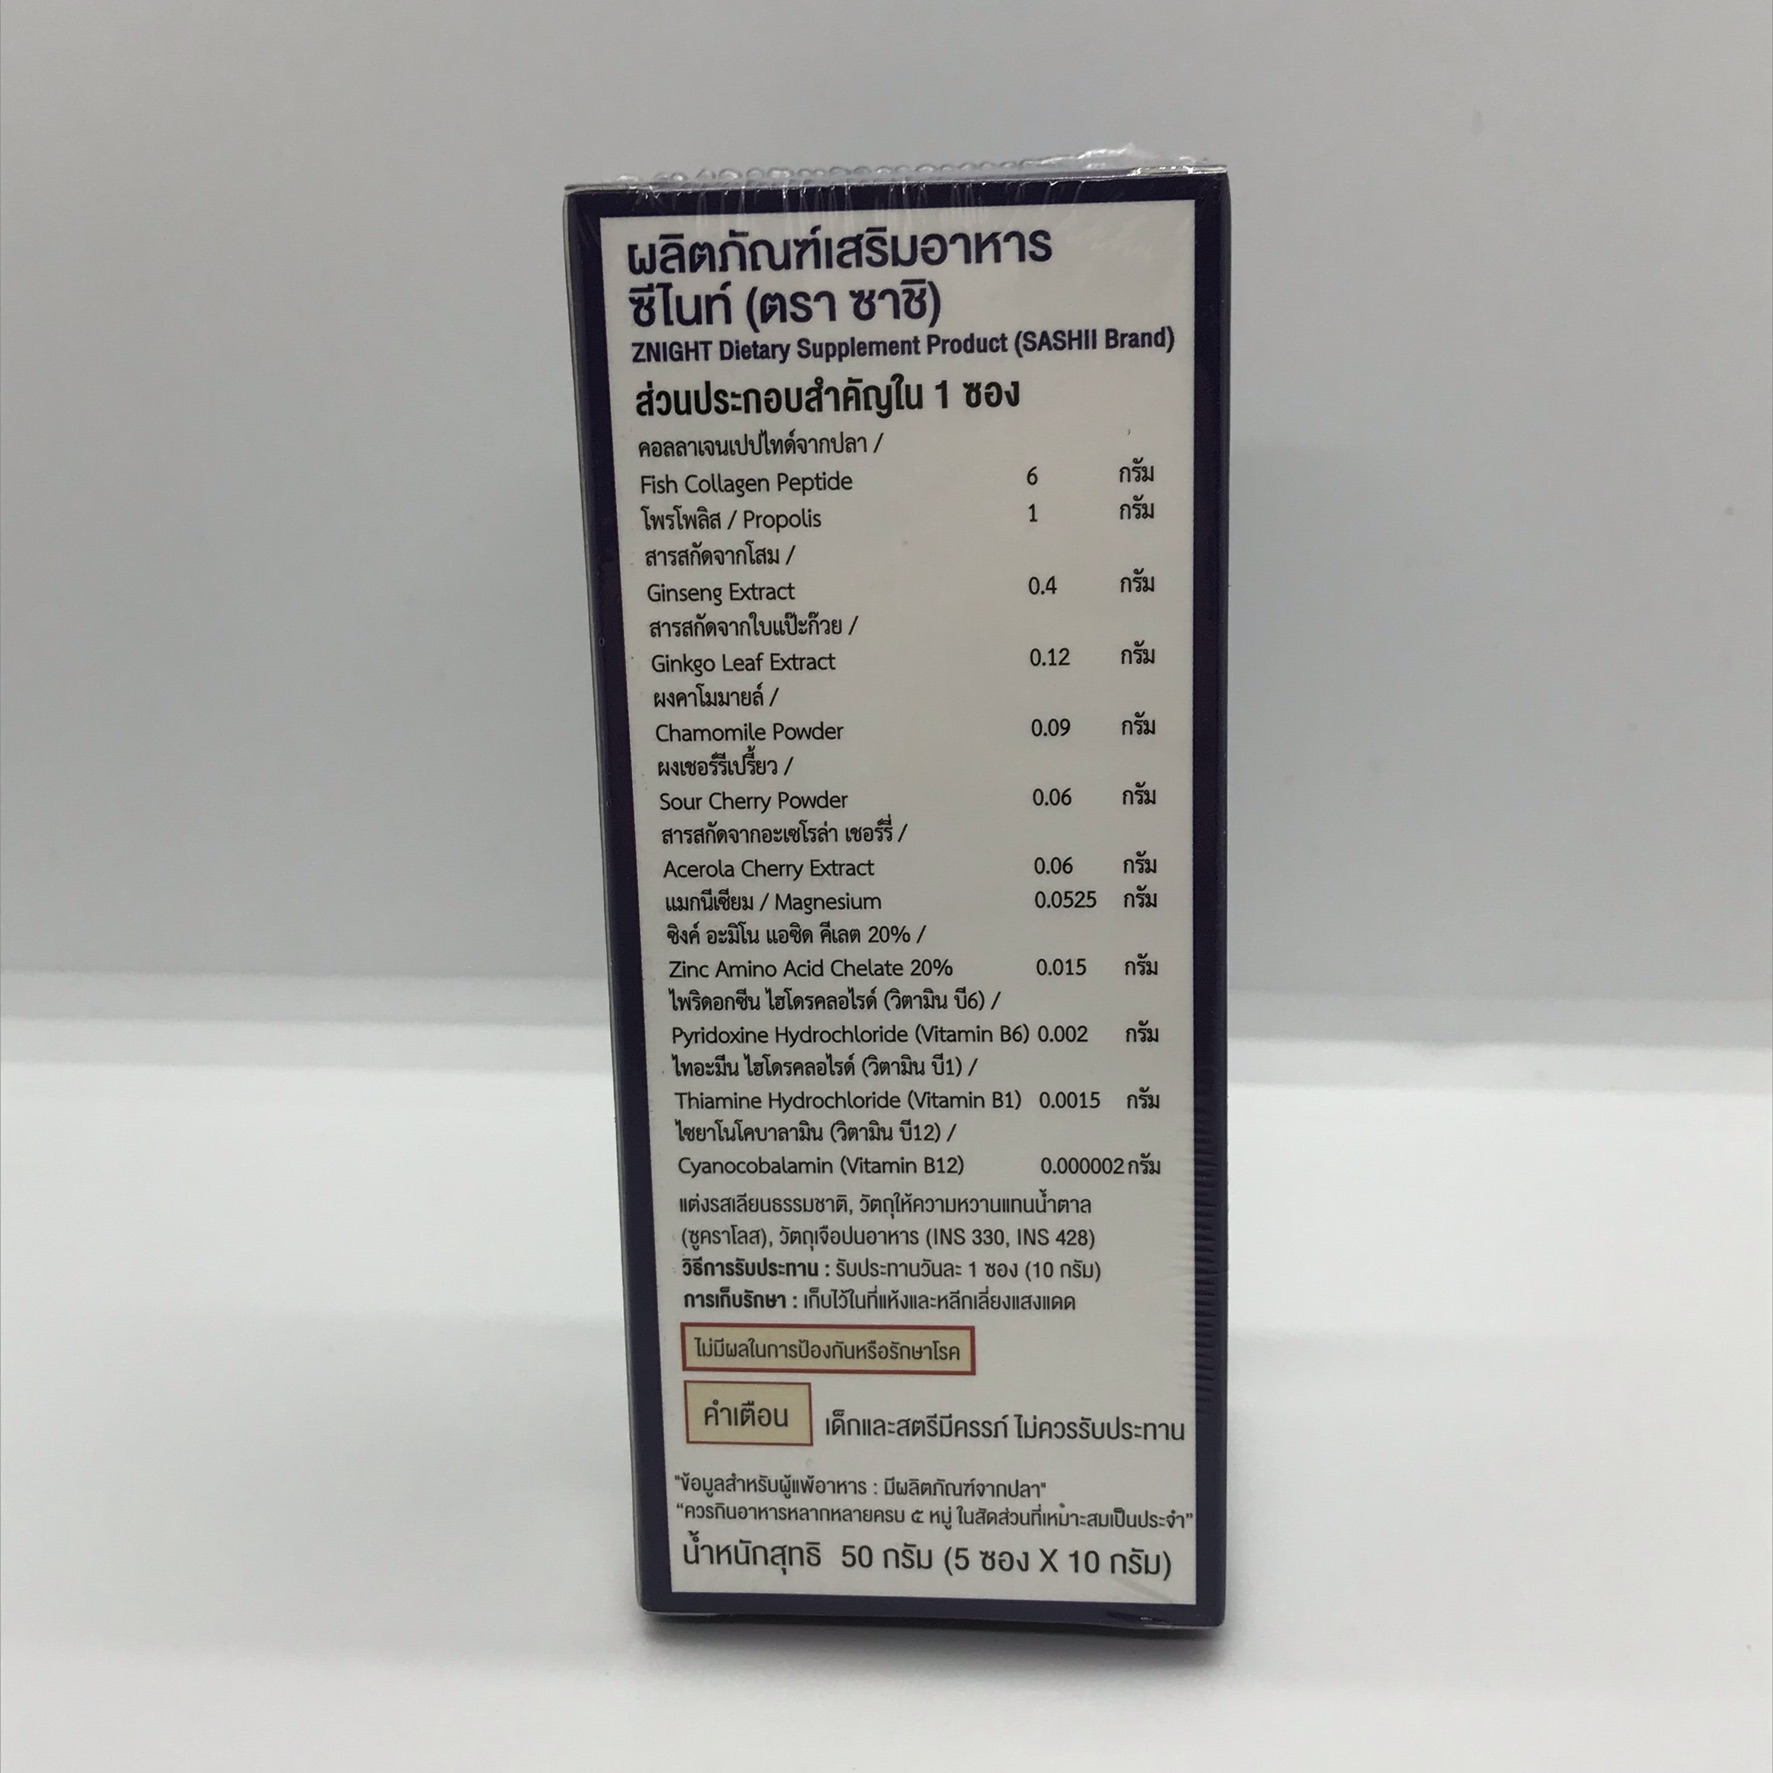 ผลิตภัณฑ์เสริมอาหาร
ซีไนท์ (ตรา ซาชิ)
ZNIGHT Dietary Supplement Product (SASHII Brand)
ส่วนประกอบสำคัญใน 1 ซอง
คอลลาเจนเปปไทด์จากปลา /
Fish Collagen Peptide 6 กรัม
โพรโพลิส / Propolis 1 กรัม
สารสกัดจากโสม /
Ginseng Extract 0.4 กรัม
สารสกัดจากใบแป๊ะก๊วย /
Ginkgo Leaf Extract 0.12 กรัม
ผงคาโมมายล์ /
Chamomile Powder 0.09 กรัม
ผงเชอร์รีเปรี้ยว /
Sour Cherry Powder 0.06 กรัม
สารสกัดจากอะเซโรล่า เชอร์รี่ /
Acerola Cherry Extract 0.06 กรัม
แมกนีเซียม / Magnesium 0.0525 กรัม
ซิงค์ อะมิโน แอซิด คีเลต 20% /
Zinc Amino Acid Chelate 20% 0.015 กรัม
ไพริดอกซีน ไฮโดรคลอไรด์ (วิตามิน บี6) /
Pyridoxine Hydrochloride (Vitamin B6) 0.002 กรัม
ไทอะมีน ไฮโดรคลอไรด์ (วิตามิน บี1) /
Thiamine Hydrochloride (Vitamin B1) 0.0015 กรัม
ไซยาโนโคบาลามิน (วิตามิน บี12) /
Cyanocobalamin (Vitamin B12) 0.000002 กรัม
แต่งรสเลียนธรรมชาติ, วัตถุให้ความหวานแทนน้ำตาล
(ซูคราโลส), วัตถุเจือปนอาหาร (INS 330, INS 428)
วิธีการรับประทาน : รับประทานวันละ 1 ซอง (10 กรัม)
การเก็บรักษา : เก็บไว้ในที่แห้งและหลีกเลี่ยงแสงแดด
ไม่มีผลในการป้องกันหรือรักษาโรค
คำเตือน เด็กและสตรีมีครรภ์ ไม่ควรรับประทาน
"ข้อมูลสำหรับผู้แพ้อาหาร : มีผลิตภัณฑ์จากปลา"
“ควรกินอาหารหลากหลายครบ ๕ หมู่ ในสัดส่วนที่เหม่าะสมเป็นประจำ”
น้ำหนักสุทธิ 50 กรัม (5 ซอง X 10 กรัม)